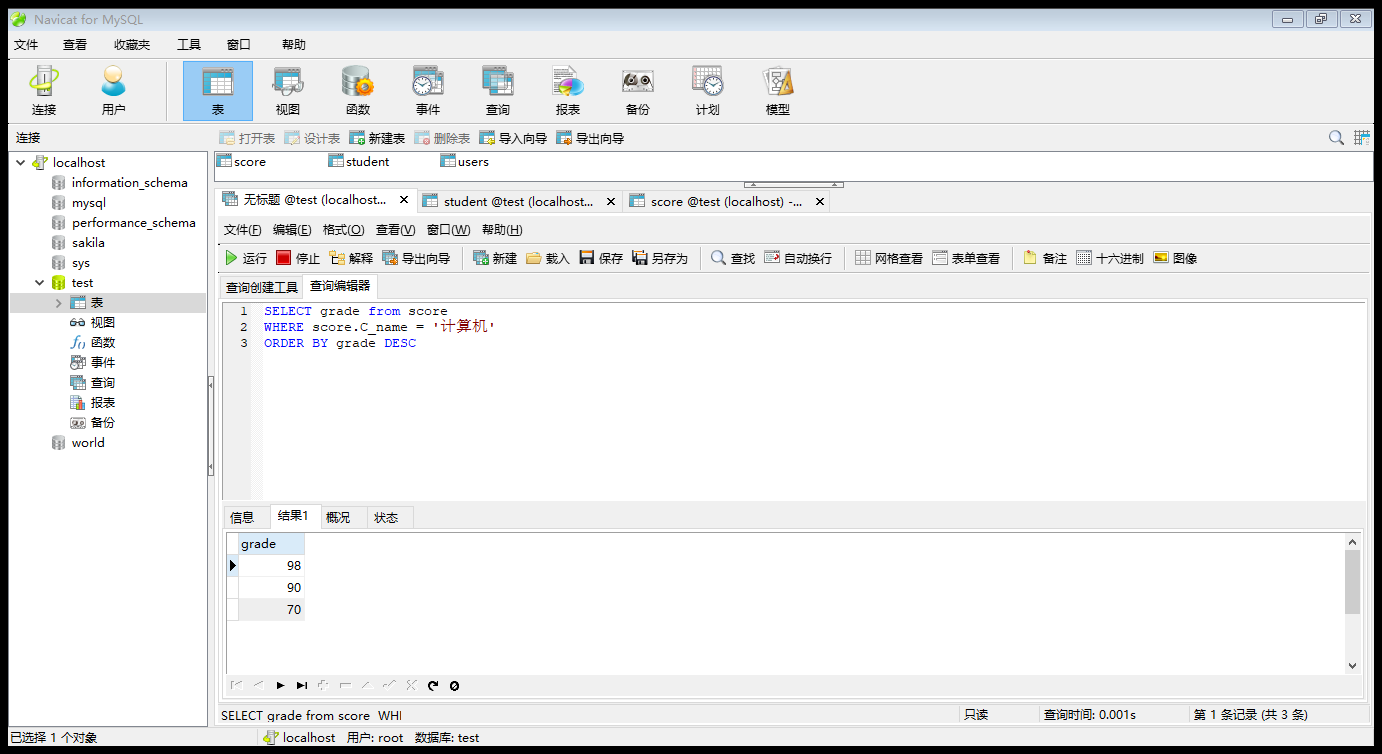 Navicat for MySQL
文件 查看 收藏夹 工具 窗口 帮助
连接 用户 表 视图 函数 事件 查询 报表 备份 计划 模型
连接
打开表 设计表 新建表 删除表 导入向导 导出向导
localhost
information_schema
mysql
performance_schema
sakila
sys
test
表
视图
函数
事件
查询
报表
备份
world
score student users
无标题 @test (localhost... student @test (localhost... score @test (localhost) -...
文件(F) 编辑(E) 格式(O) 查看(V) 窗口(W) 帮助(H)
运行 停止 解释 导出向导 新建 载入 保存 另存为 查找 自动换行 网格查看 表单查看 备注 十六进制 图像
查询创建工具 查询编辑器
1 SELECT grade from score
2 WHERE score.C_name = '计算机'
3 ORDER BY grade DESC
信息 结果1 概况 状态
grade
98
90
70
SELECT grade from score WHI 只读 查询时间: 0.001s 第 1 条记录 (共 3 条)
已选择 1 个对象 localhost 用户: root 数据库: test